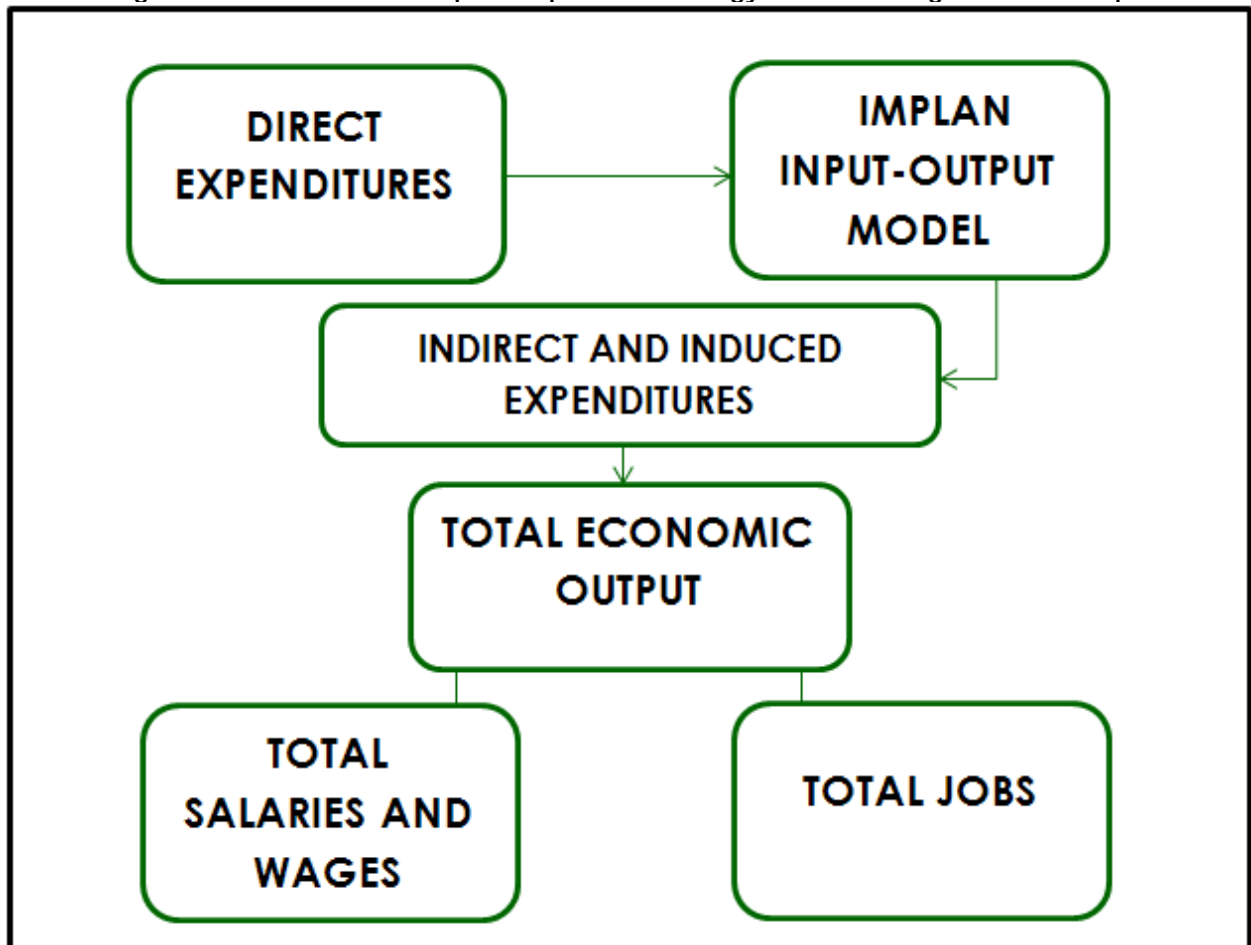 DIRECT
EXPENDITURES
IMPLAN
INPUT-OUTPUT
MODEL
INDIRECT AND INDUCED
EXPENDITURES
TOTAL ECONOMIC
OUTPUT
TOTAL
SALARIES AND
WAGES
TOTAL JOBS